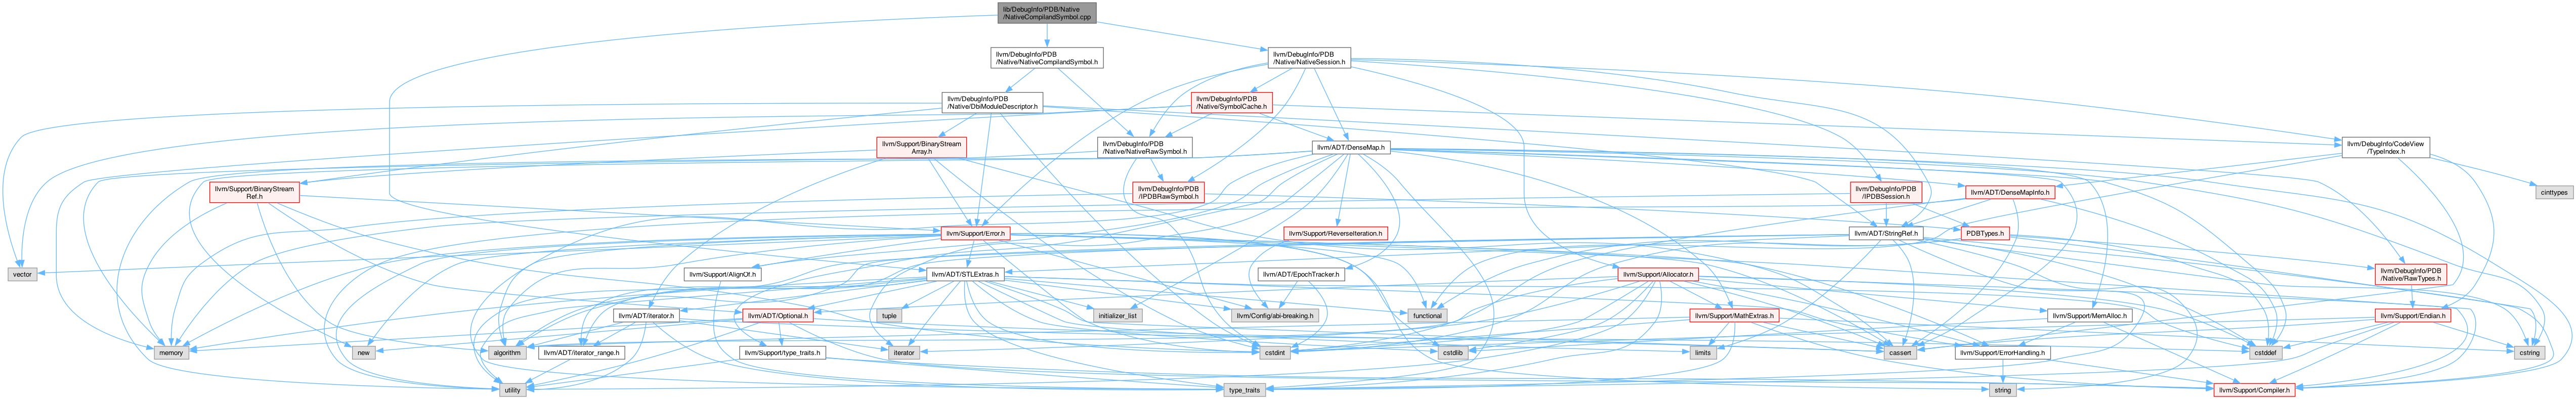 lib/DebugInfo/PDB/Native
/NativeCompilandSymbol.cpp
llvm/DebugInfo/PDB
/Native/NativeCompilandSymbol.h
llvm/DebugInfo/PDB
/Native/NativeSession.h
llvm/DebugInfo/PDB
/Native/DbiModuleDescriptor.h
llvm/DebugInfo/PDB
/Native/SymbolCache.h
llvm/Support/BinaryStream
Array.h
llvm/DebugInfo/PDB
/Native/NativeRawSymbol.h
llvm/ADT/DenseMap.h
llvm/DebugInfo/CodeView
/TypeIndex.h
llvm/Support/BinaryStream
Ref.h
llvm/DebugInfo/PDB
/IPDBRawSymbol.h
llvm/DebugInfo/PDB
/IPDBSession.h
llvm/ADT/DenseMapInfo.h
cinttypes
llvm/Support/Error.h
llvm/Support/ReverseIteration.h
llvm/ADT/StringRef.h
PDBTypes.h
vector
llvm/Support/AlignOf.h
llvm/ADT/STLExtras.h
llvm/ADT/EpochTracker.h
llvm/Support/Allocator.h
llvm/DebugInfo/PDB
/Native/RawTypes.h
llvm/ADT/iterator.h
llvm/ADT/Optional.h
tuple
initializer_list
llvm/Config/abi-breaking.h
functional
llvm/Support/MathExtras.h
llvm/Support/MemAlloc.h
llvm/Support/Endian.h
memory
new
algorithm
llvm/ADT/iterator_range.h
llvm/Support/type_traits.h
iterator
cstdint
cstdlib
limits
cassert
llvm/Support/ErrorHandling.h
cstddef
cstring
utility
type_traits
string
llvm/Support/Compiler.h